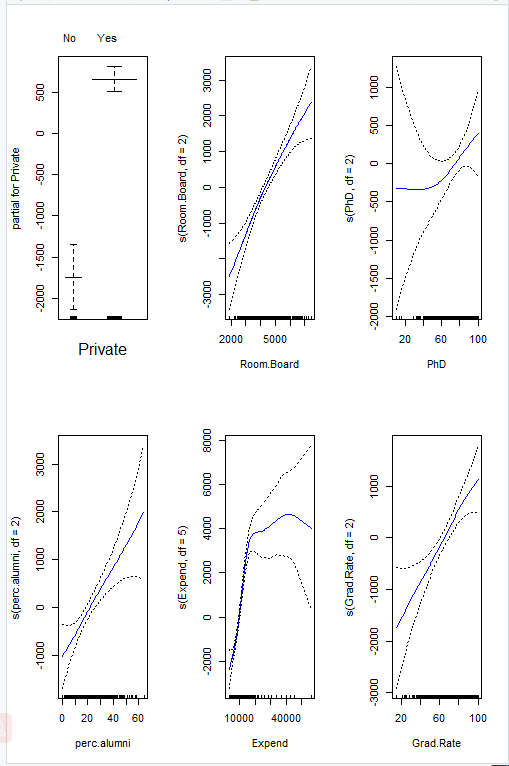 No Yes
partial for Private
500
0
-500
-1000
-1500
-2000
Private
s(Room.Board, df = 2)
3000
2000
1000
0
-1000
-3000
2000 5000
Room.Board
s(PhD, df = 2)
1000
500
0
-500
-1000
-1500
-2000
20 60 100
PhD
s(perc.alumni, df = 2)
3000
2000
1000
0
-1000
0 20 40 60
perc.alumni
s(Expend, df = 5)
8000
6000
4000
2000
0
-2000
10000 40000
Expend
s(Grad.Rate, df = 2)
1000
0
-1000
-2000
-3000
20 60 100
Grad.Rate